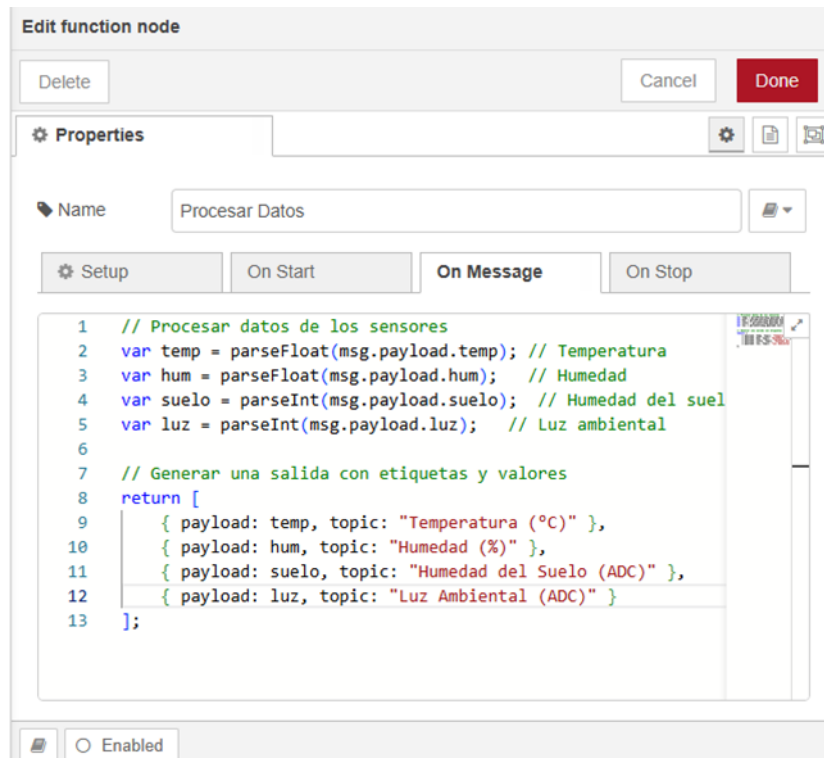 Edit function node
Delete Cancel Done
Properties
Name Procesar Datos
Setup On Start On Message On Stop
1 // Procesar datos de los sensores
2 var temp = parseFloat(msg.payload.temp); // Temperatura
3 var hum = parseFloat(msg.payload.hum); // Humedad
4 var suelo = parseInt(msg.payload.suelo); // Humedad del suel
5 var luz = parseInt(msg.payload.luz); // Luz ambiental
6
7 // Generar una salida con etiquetas y valores
8 return [
9 { payload: temp, topic: "Temperatura (ºC)" },
10 { payload: hum, topic: "Humedad (%)" },
11 { payload: suelo, topic: "Humedad del Suelo (ADC)" },
12 { payload: luz, topic: "Luz Ambiental (ADC)" }
13 ];
Enabled